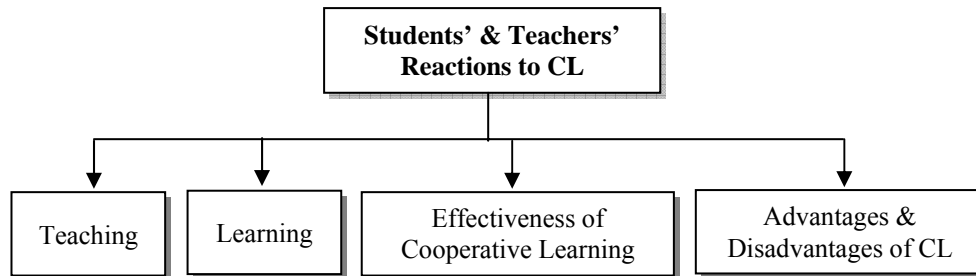 Students’ & Teachers’
Reactions to CL
Teaching
Learning
Effectiveness of
Cooperative Learning
Advantages &
Disadvantages of CL